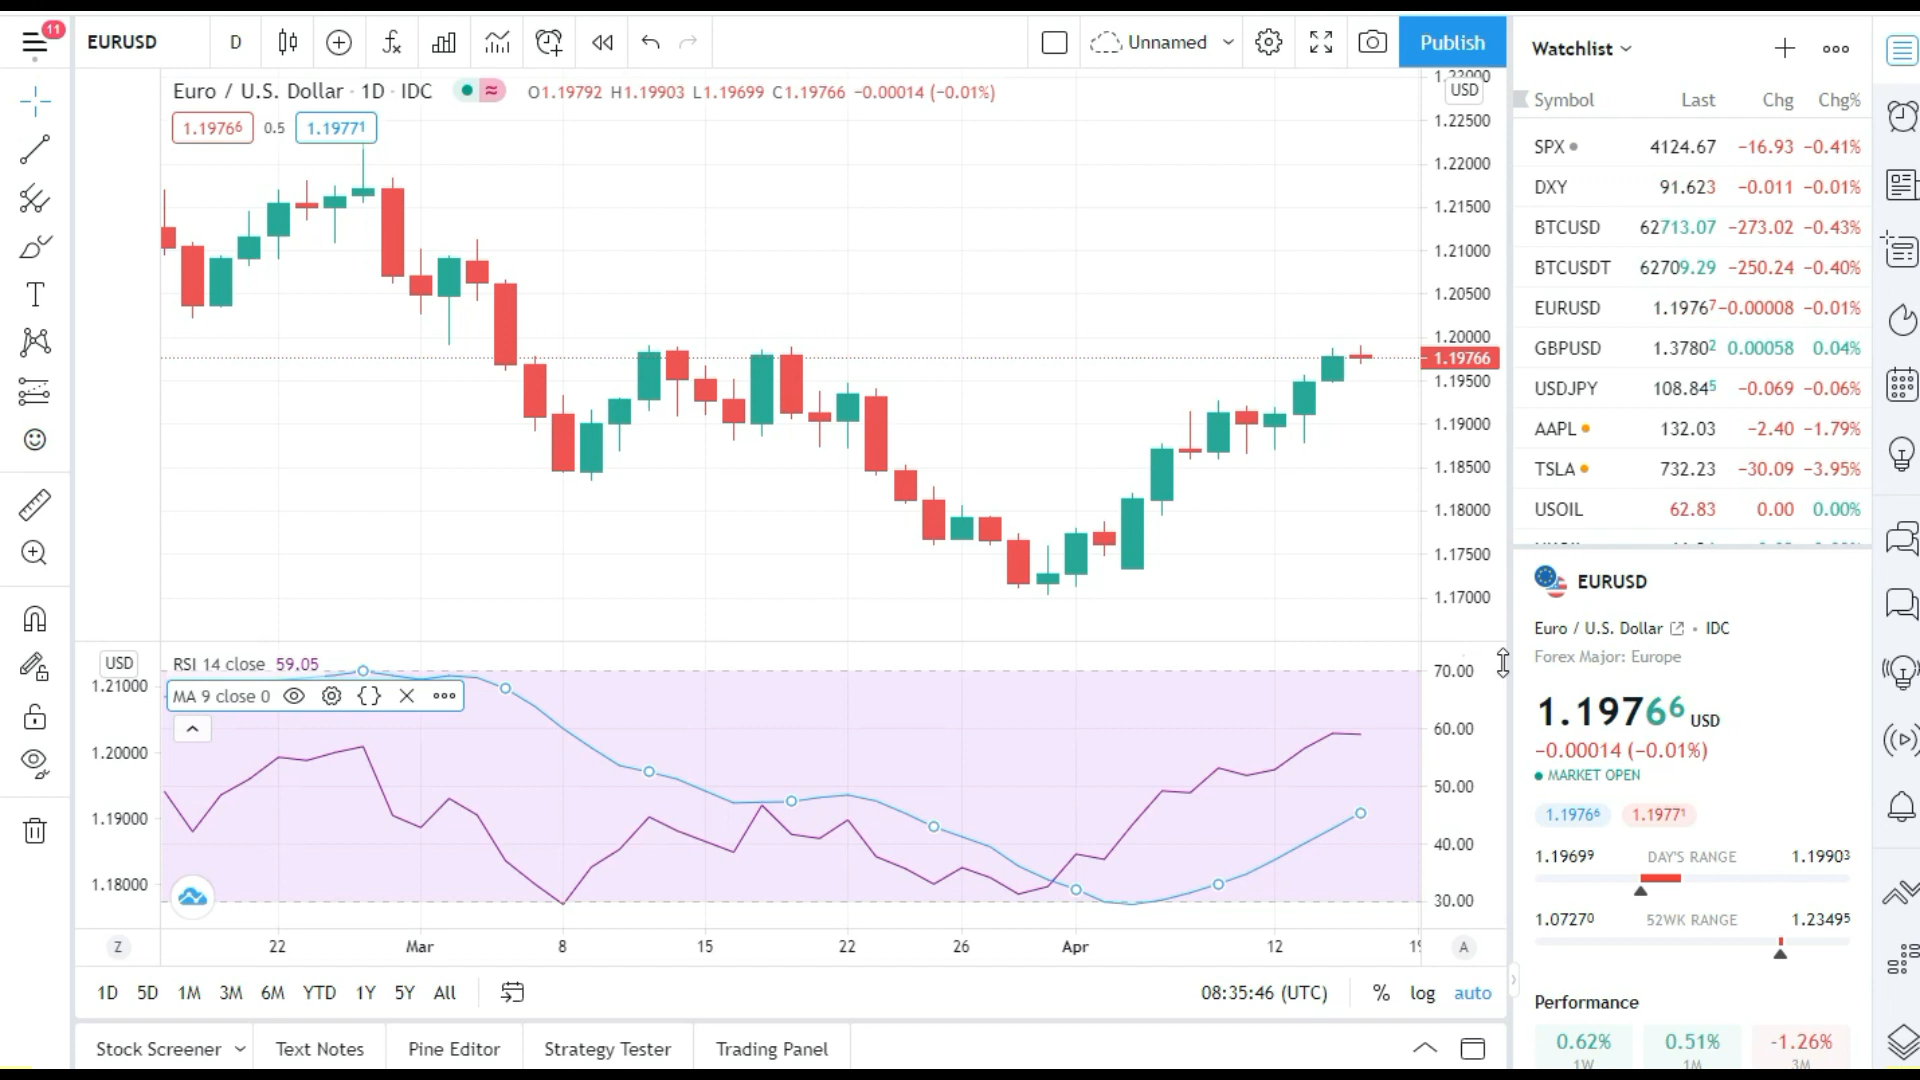 11
EURUSD
D
Unnamed
Publish
Euro / U.S. Dollar · 1D · IDC
O1.19792 H1.19903 L1.19699 C1.19766 −0.00014 (−0.01%)
1.19766 0.5 1.19771
USD
1.22500
1.22000
1.21500
1.21000
1.20500
1.20000
1.19766
1.19500
1.19000
1.18500
1.18000
1.17500
1.17000
USD
RSI 14 close 59.05
MA 9 close 0
1.21000
1.20000
1.19000
1.18000
70.00
60.00
50.00
40.00
30.00
Z 22 Mar 8 15 22 26 Apr 12 A
1D 5D 1M 3M 6M YTD 1Y 5Y All
08:35:46 (UTC) % log auto
Stock Screener Text Notes Pine Editor Strategy Tester Trading Panel
Watchlist
Symbol Last Chg Chg%
SPX 4124.67 −16.93 −0.41%
DXY 91.623 −0.011 −0.01%
BTCUSD 62713.07 −273.02 −0.43%
BTCUSDT 62709.29 −250.24 −0.40%
EURUSD 1.19767 −0.00008 −0.01%
GBPUSD 1.37802 0.00058 0.04%
USDJPY 108.845 −0.069 −0.06%
AAPL 132.03 −2.40 −1.79%
TSLA 732.23 −30.09 −3.95%
USOIL 62.83 0.00 0.00%
EURUSD
Euro / U.S. Dollar · IDC
Forex Major: Europe
1.19766 USD
−0.00014 (−0.01%)
MARKET OPEN
1.19766 1.19771
1.19699 DAY'S RANGE 1.19903
1.07270 52WK RANGE 1.23495
Performance
0.62% 0.51% -1.26%
1W 1M 3M